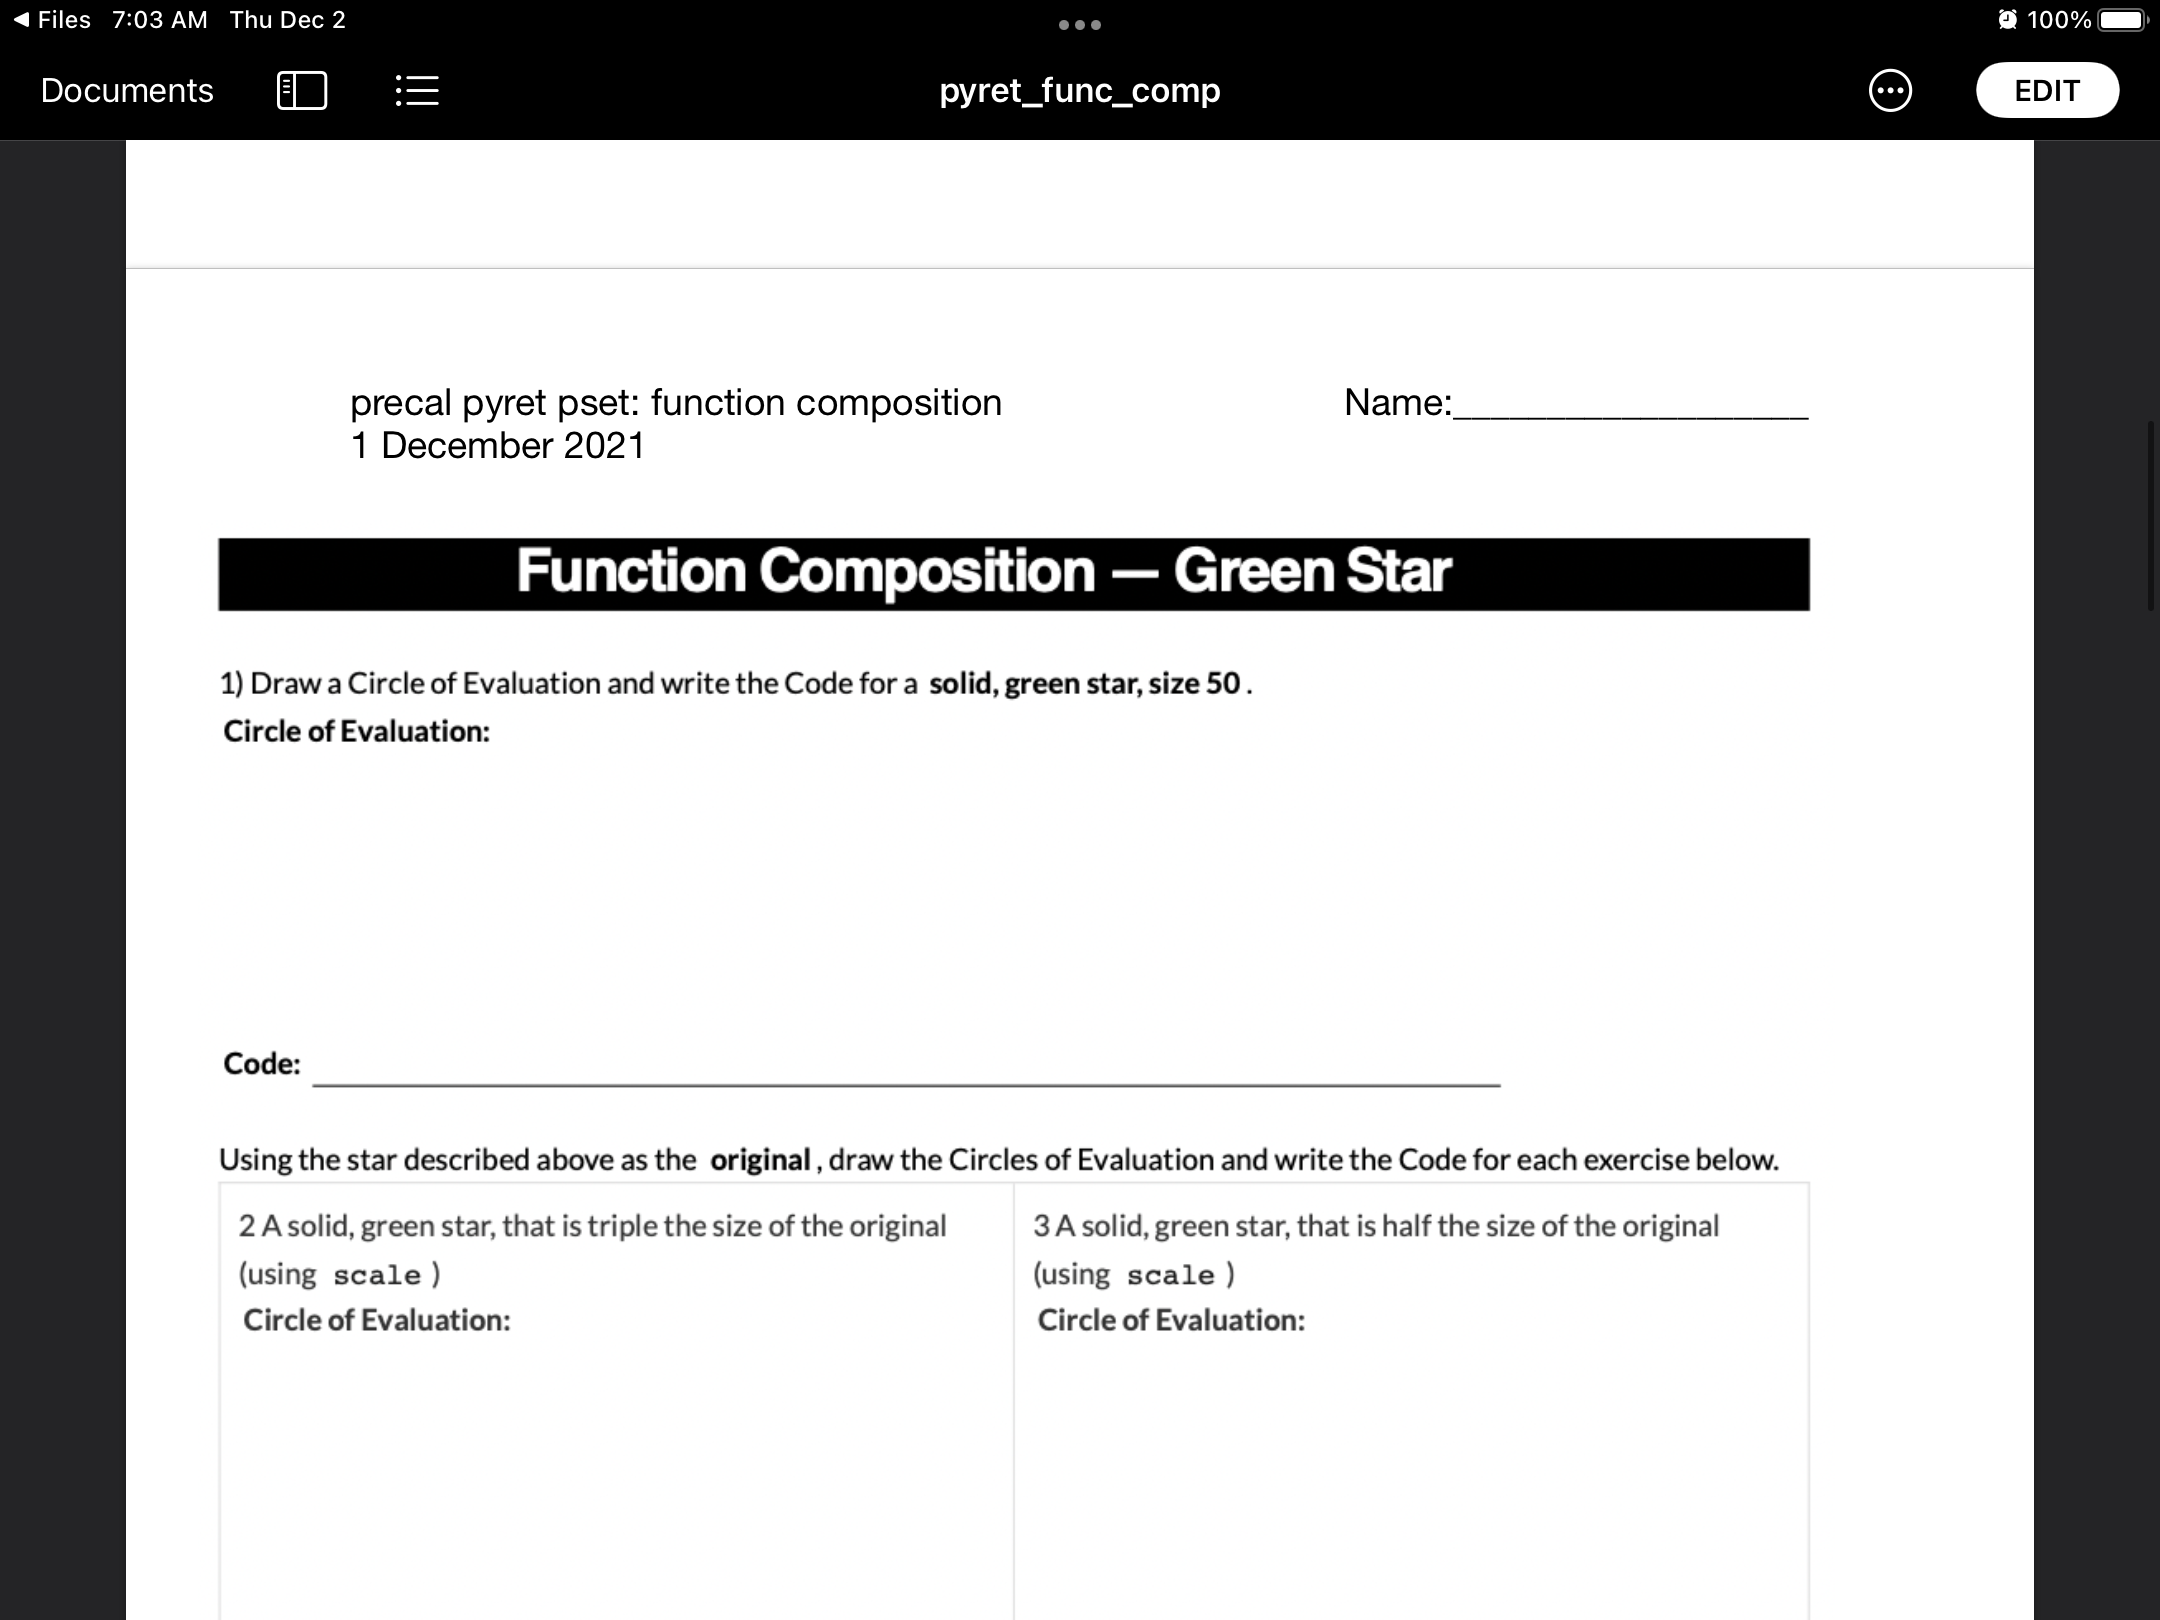 Files 7:03 AM Thu Dec 2 100%
Documents pyret_func_comp EDIT
precal pyret pset: function composition Name:___________________
1 December 2021
Function Composition — Green Star
1) Draw a Circle of Evaluation and write the Code for a solid, green star, size 50 .
Circle of Evaluation:
Code:
Using the star described above as the original , draw the Circles of Evaluation and write the Code for each exercise below.
2 A solid, green star, that is triple the size of the original
(using scale )
Circle of Evaluation:
3 A solid, green star, that is half the size of the original
(using scale )
Circle of Evaluation: